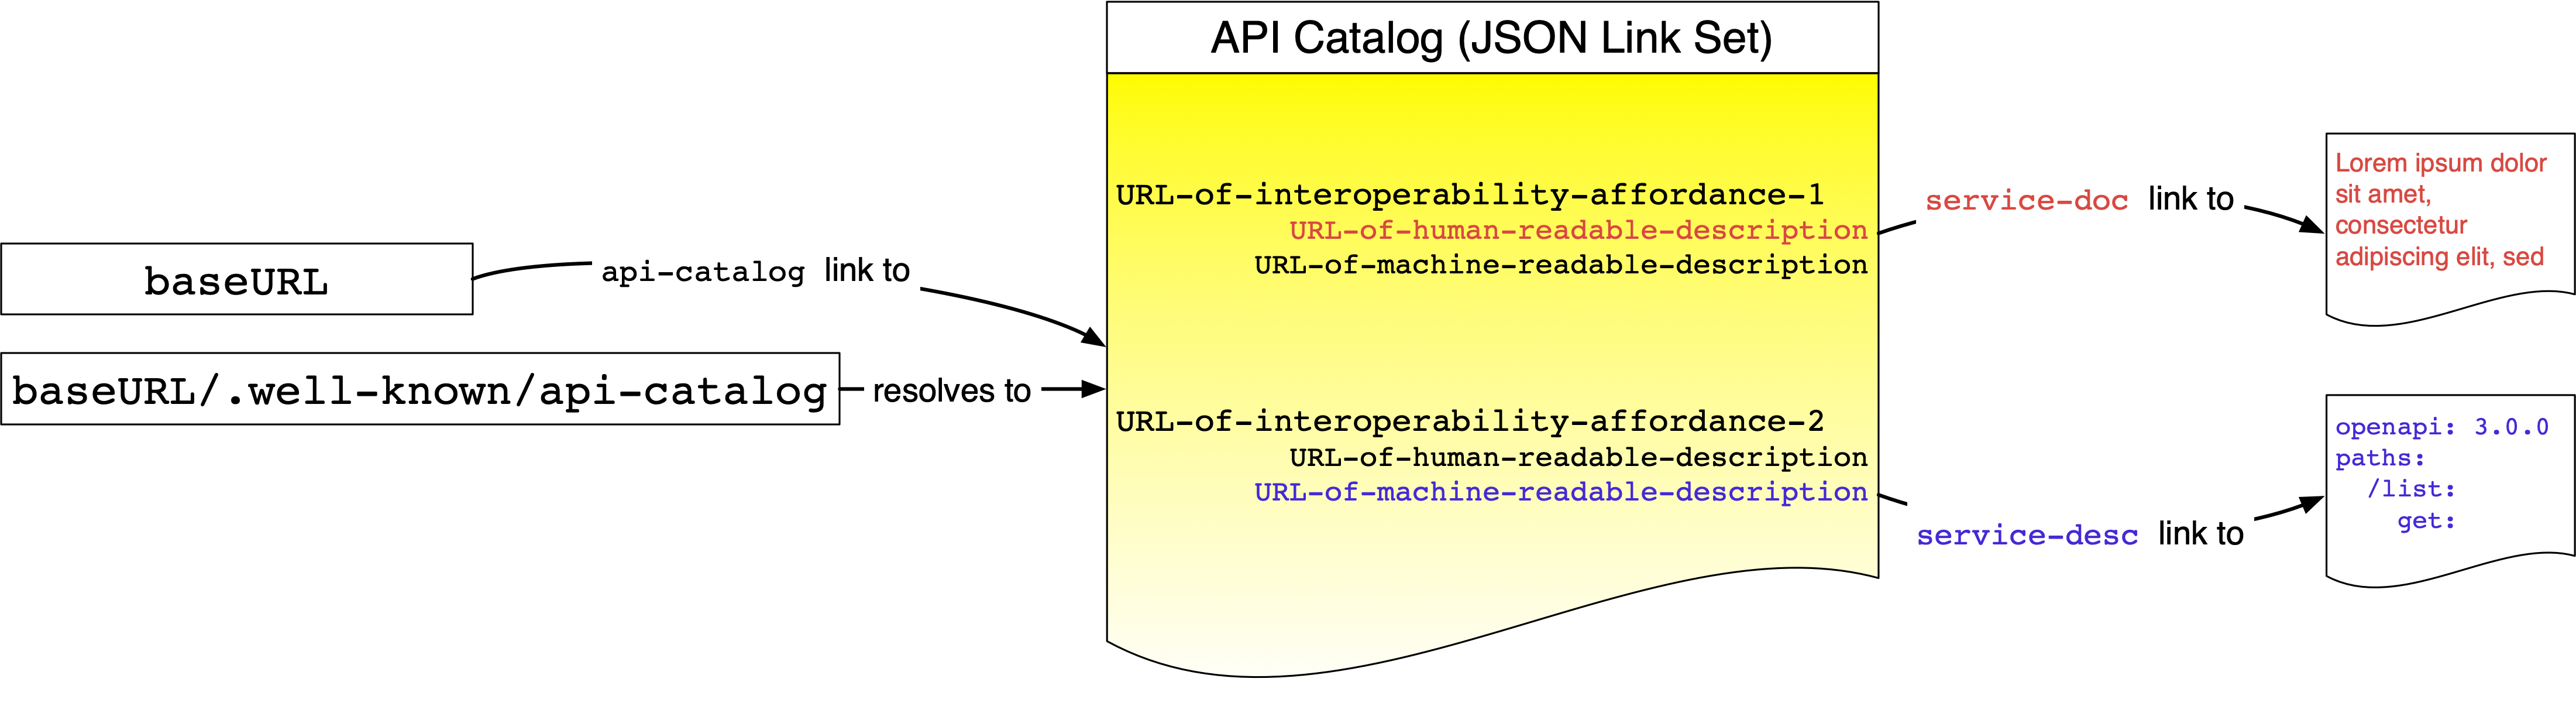 API Catalog (JSON Link Set)
baseURL
api-catalog link to
baseURL/.well-known/api-catalog
resolves to
URL-of-interoperability-affordance-1
URL-of-human-readable-description
URL-of-machine-readable-description
URL-of-interoperability-affordance-2
URL-of-human-readable-description
URL-of-machine-readable-description
service-doc link to
Lorem ipsum dolor
sit amet,
consectetur
adipiscing elit, sed
service-desc link to
openapi: 3.0.0
paths:
/list:
get: